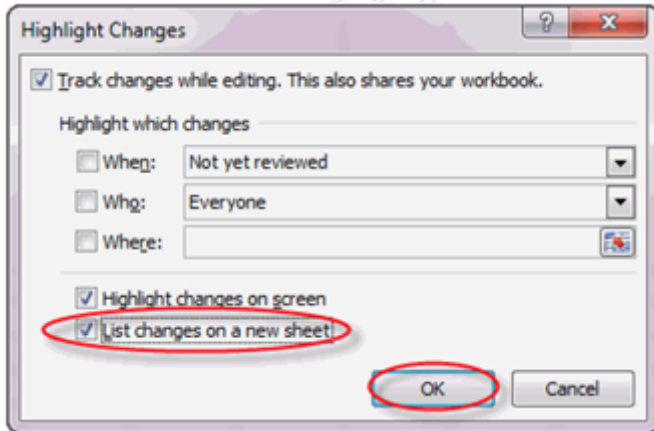 Highlight Changes
Track changes while editing. This also shares your workbook.
Highlight which changes
When: Not yet reviewed
Who: Everyone
Where:
Highlight changes on screen
List changes on a new sheet
OK Cancel